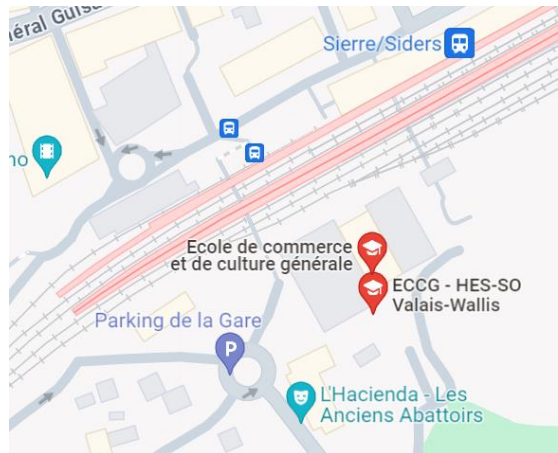 éral Guisa
Sierre/Siders
no
Ecole de commerce
et de culture générale
ECCG - HES-SO
Valais-Wallis
Parking de la Gare
P
L'Hacienda - Les
Anciens Abattoirs